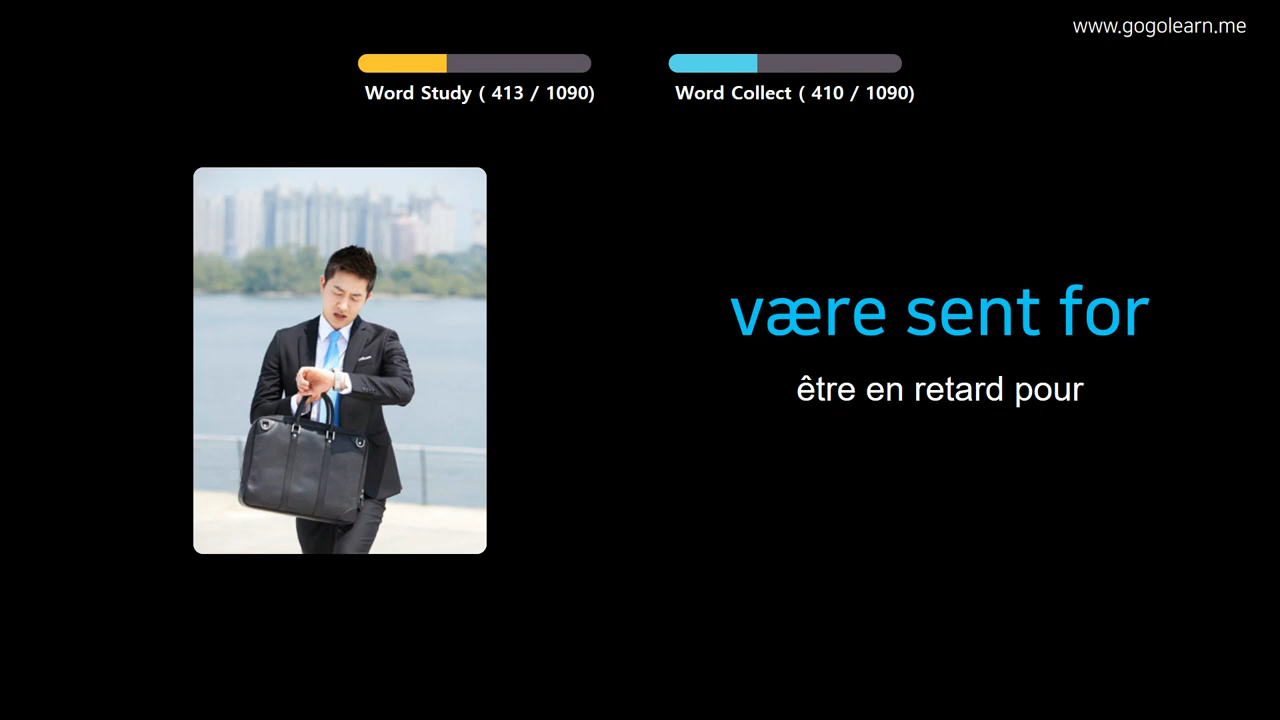 www.gogolearn.me
Word Study ( 413 / 1090)
Word Collect ( 410 / 1090)
være sent for
être en retard pour